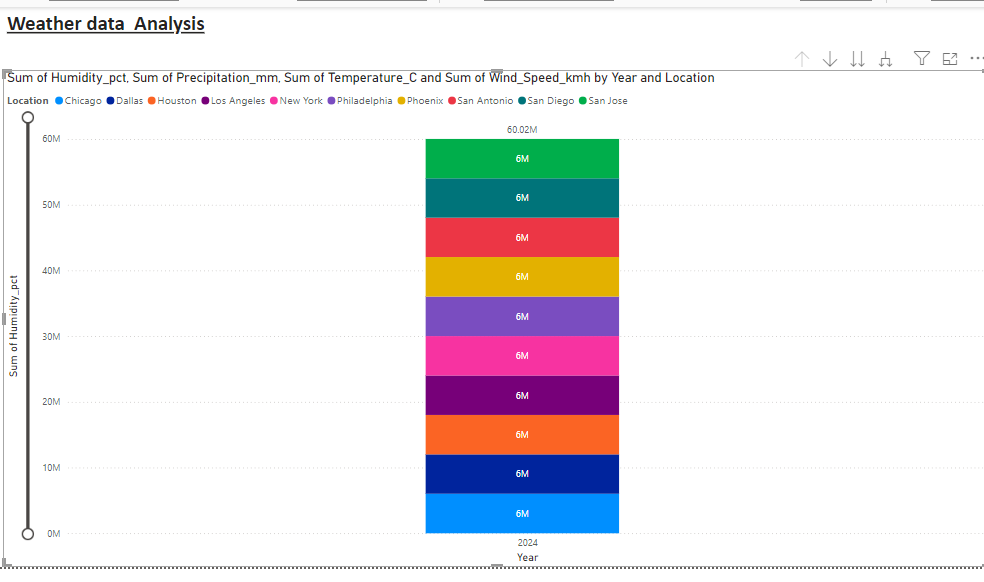 Weather data Analysis
Sum of Humidity_pct, Sum of Precipitation_mm, Sum of Temperature_C and Sum of Wind_Speed_kmh by Year and Location
Location Chicago Dallas Houston Los Angeles New York Philadelphia Phoenix San Antonio San Diego San Jose
60.02M
60M
6M
6M
50M
6M
40M
6M
6M
30M
6M
20M
6M
6M
10M
6M
6M
0M
Sum of Humidity_pct
2024
Year